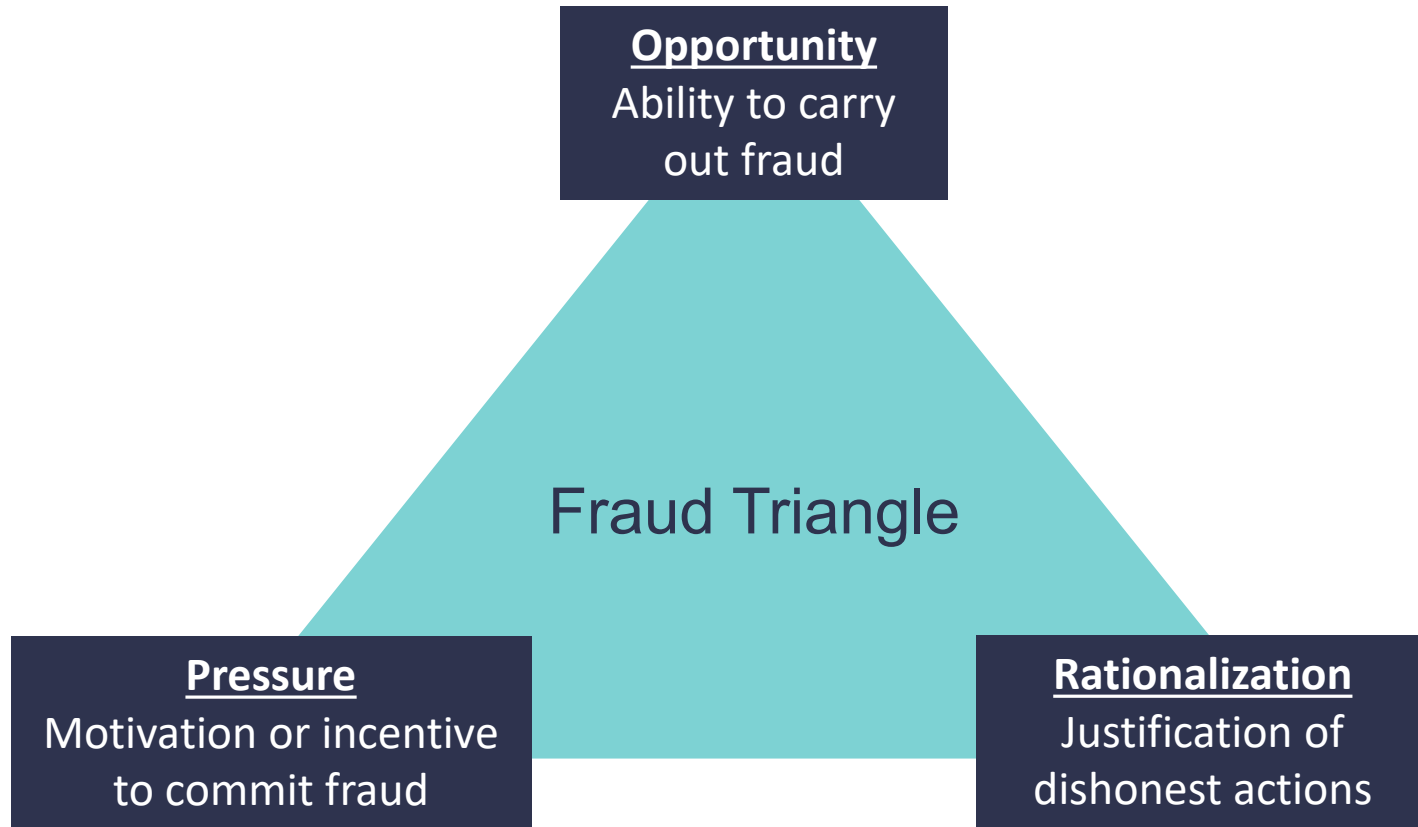 Opportunity
Ability to carry
out fraud
Fraud Triangle
Pressure
Motivation or incentive
to commit fraud
Rationalization
Justification of
dishonest actions